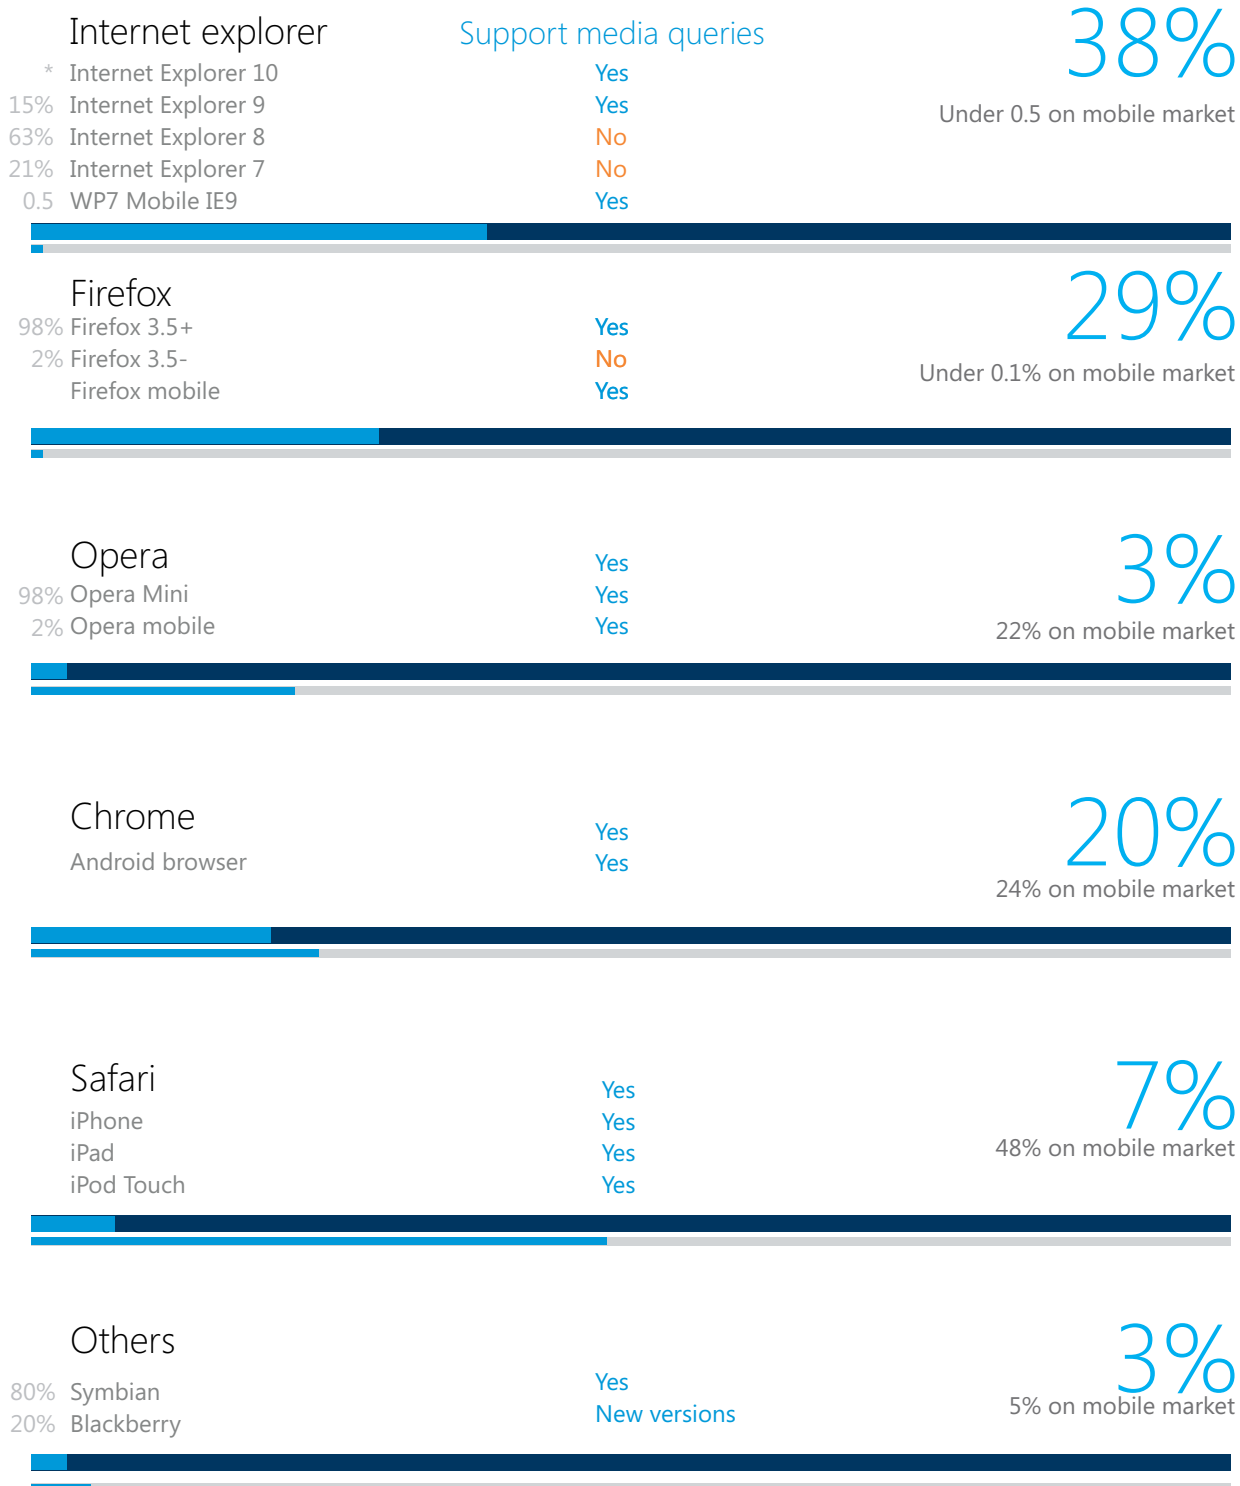 Internet explorer Support media queries 38%
* Internet Explorer 10 Yes
15% Internet Explorer 9 Yes
Under 0.5 on mobile market
63% Internet Explorer 8 No
21% Internet Explorer 7 No
0.5 WP7 Mobile IE9 Yes
Firefox 29%
98% Firefox 3.5+ Yes
2% Firefox 3.5- No
Under 0.1% on mobile market
Firefox mobile Yes
Opera Yes 3%
98% Opera Mini Yes
2% Opera mobile Yes
22% on mobile market
Chrome Yes 20%
Android browser Yes
24% on mobile market
Safari Yes 7%
iPhone Yes
iPad Yes
48% on mobile market
iPod Touch Yes
Others 3%
80% Symbian Yes
5% on mobile market
20% Blackberry New versions